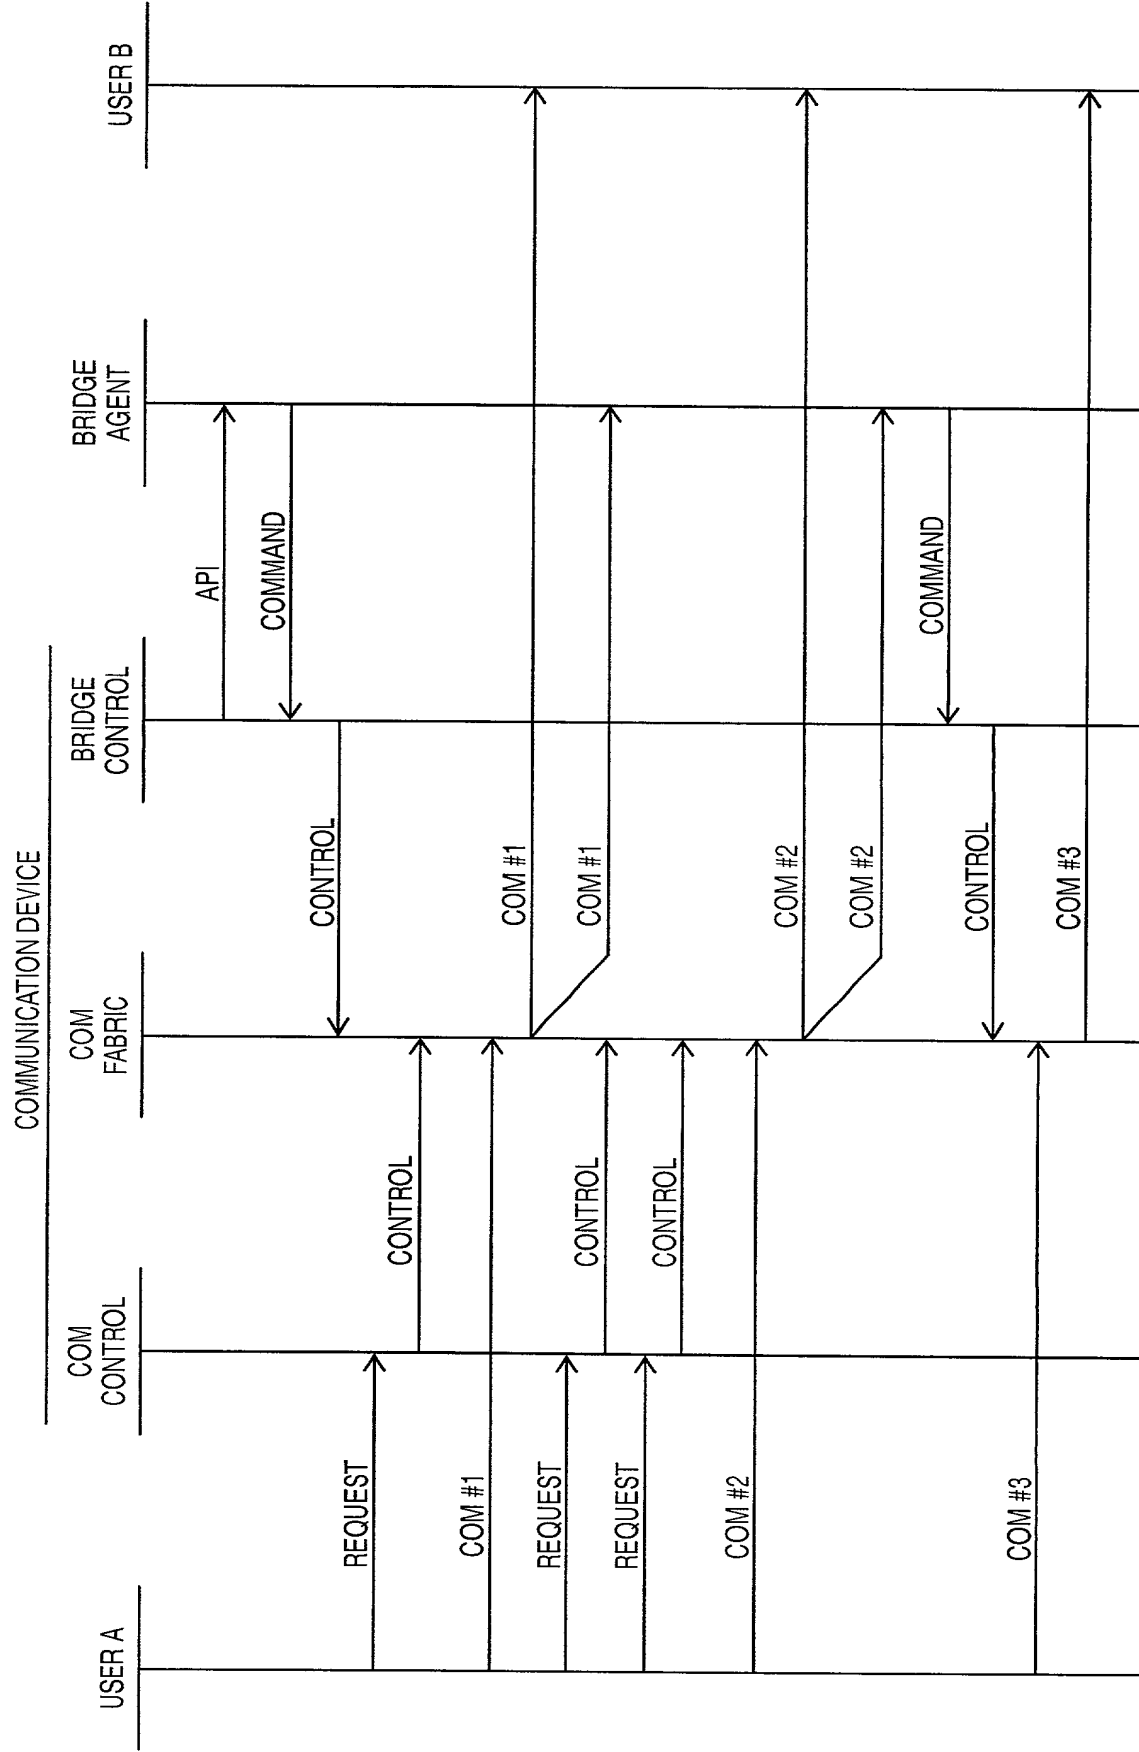 COMMUNICATION DEVICE
USER A
COM
CONTROL
COM
FABRIC
BRIDGE
CONTROL
BRIDGE
AGENT
USER B
API
COMMAND
CONTROL
REQUEST
CONTROL
COM #1
COM #1
REQUEST
CONTROL
COM #1
REQUEST
CONTROL
COM #2
COM #2
COM #2
COMMAND
CONTROL
COM #3
COM #3